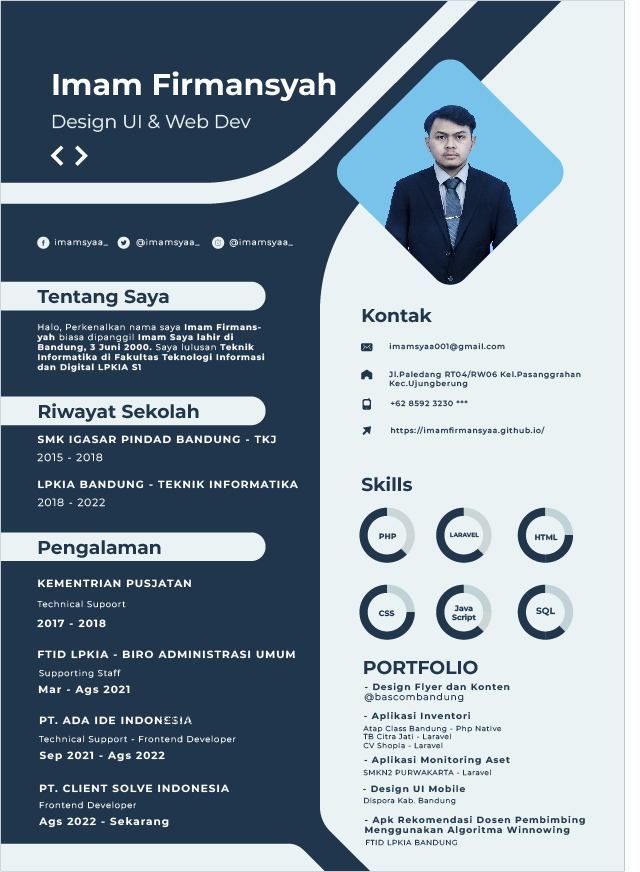 Imam Firmansyah
Design UI & Web Dev
imamsyaa_ @imamsyaa_ @imamsyaa_
Tentang Saya
Halo, Perkenalkan nama saya Imam Firmans-
yah biasa dipanggil Imam Saya lahir di
Bandung, 3 Juni 2000. Saya lulusan Teknik
Informatika di Fakultas Teknologi Informasi
dan Digital LPKIA S1
Riwayat Sekolah
SMK IGASAR PINDAD BANDUNG - TKJ
2015 - 2018
LPKIA BANDUNG - TEKNIK INFORMATIKA
2018 - 2022
Pengalaman
KEMENTRIAN PUSJATAN
Technical Supoort
2017 - 2018
FTID LPKIA - BIRO ADMINISTRASI UMUM
Supporting Staff
Mar - Ags 2021
PT. ADA IDE INDONESIA
Technical Support - Frontend Developer
Sep 2021 - Ags 2022
PT. CLIENT SOLVE INDONESIA
Frontend Developer
Ags 2022 - Sekarang
Kontak
imamsyaa001@gmail.com
Jl.Paledang RT04/RW06 Kel.Pasanggrahan
Kec.Ujungberung
+62 8592 3230 ***
https://imamfirmansyaa.github.io/
Skills
PHP
LARAVEL
HTML
CSS
Java
Script
SQL
PORTFOLIO
- Design Flyer dan Konten
@bascombandung
- Aplikasi Inventori
Atap Class Bandung - Php Native
TB Citra Jati - Laravel
CV Shopia - Laravel
- Aplikasi Monitoring Aset
SMKN2 PURWAKARTA - Laravel
- Design UI Mobile
Dispora Kab. Bandung
- Apk Rekomendasi Dosen Pembimbing
Menggunakan Algoritma Winnowing
FTID LPKIA BANDUNG